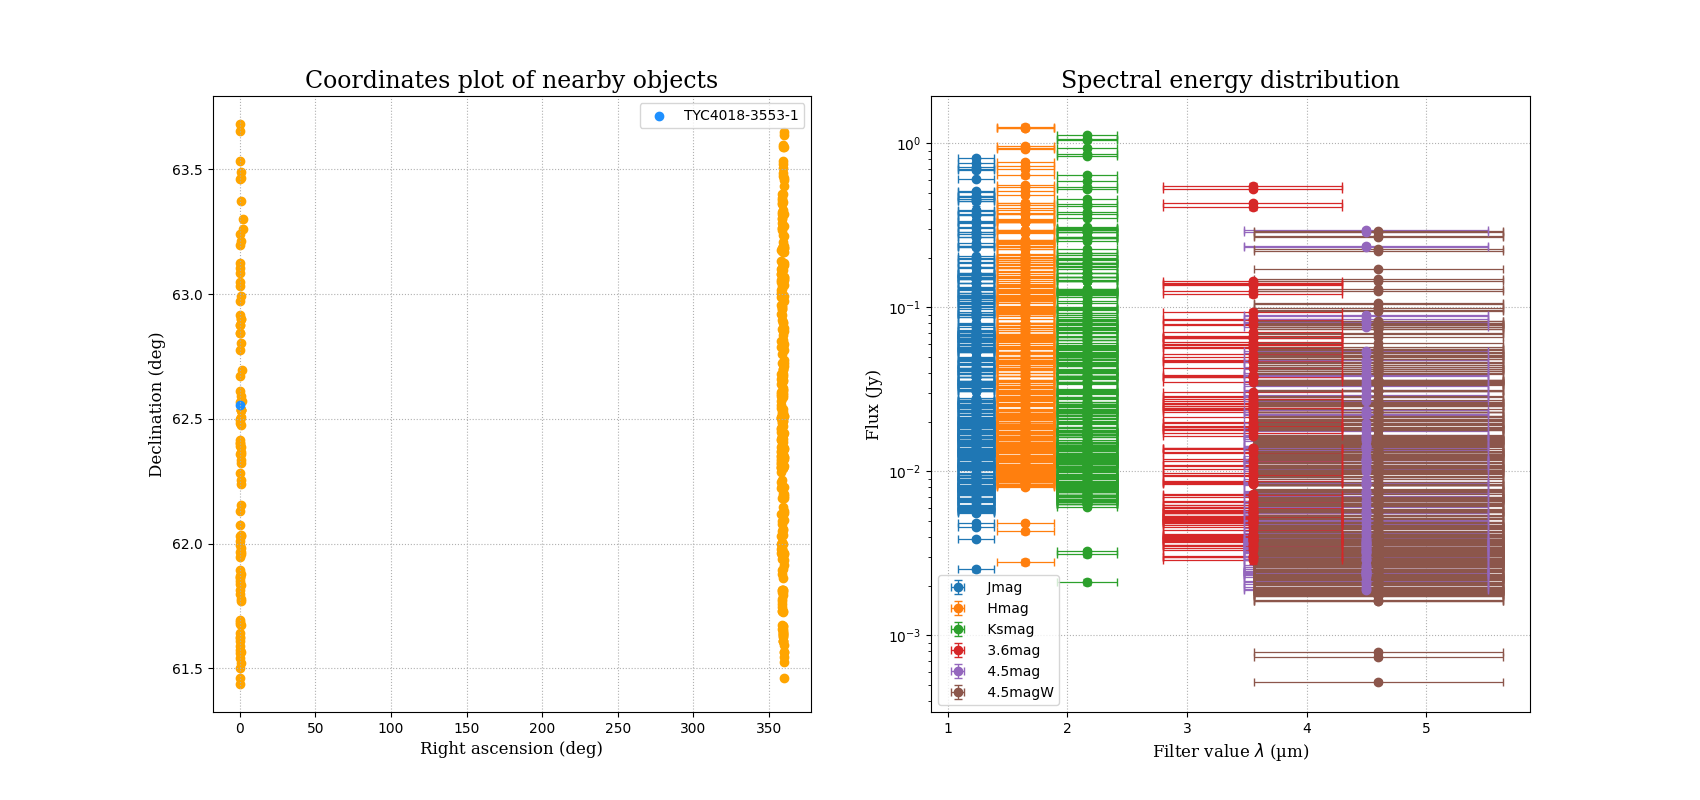 Coordinates plot of nearby objects
TYC4018-3553-1
63.5
63.0
62.5
62.0
61.5
Declination (deg)
0 50 100 150 200 250 300 350
Right ascension (deg)
Spectral energy distribution
10⁰
10⁻¹
10⁻²
10⁻³
Flux (Jy)
Jmag
Hmag
Ksmag
3.6mag
4.5mag
4.5magW
1 2 3 4 5
Filter value λ (µm)